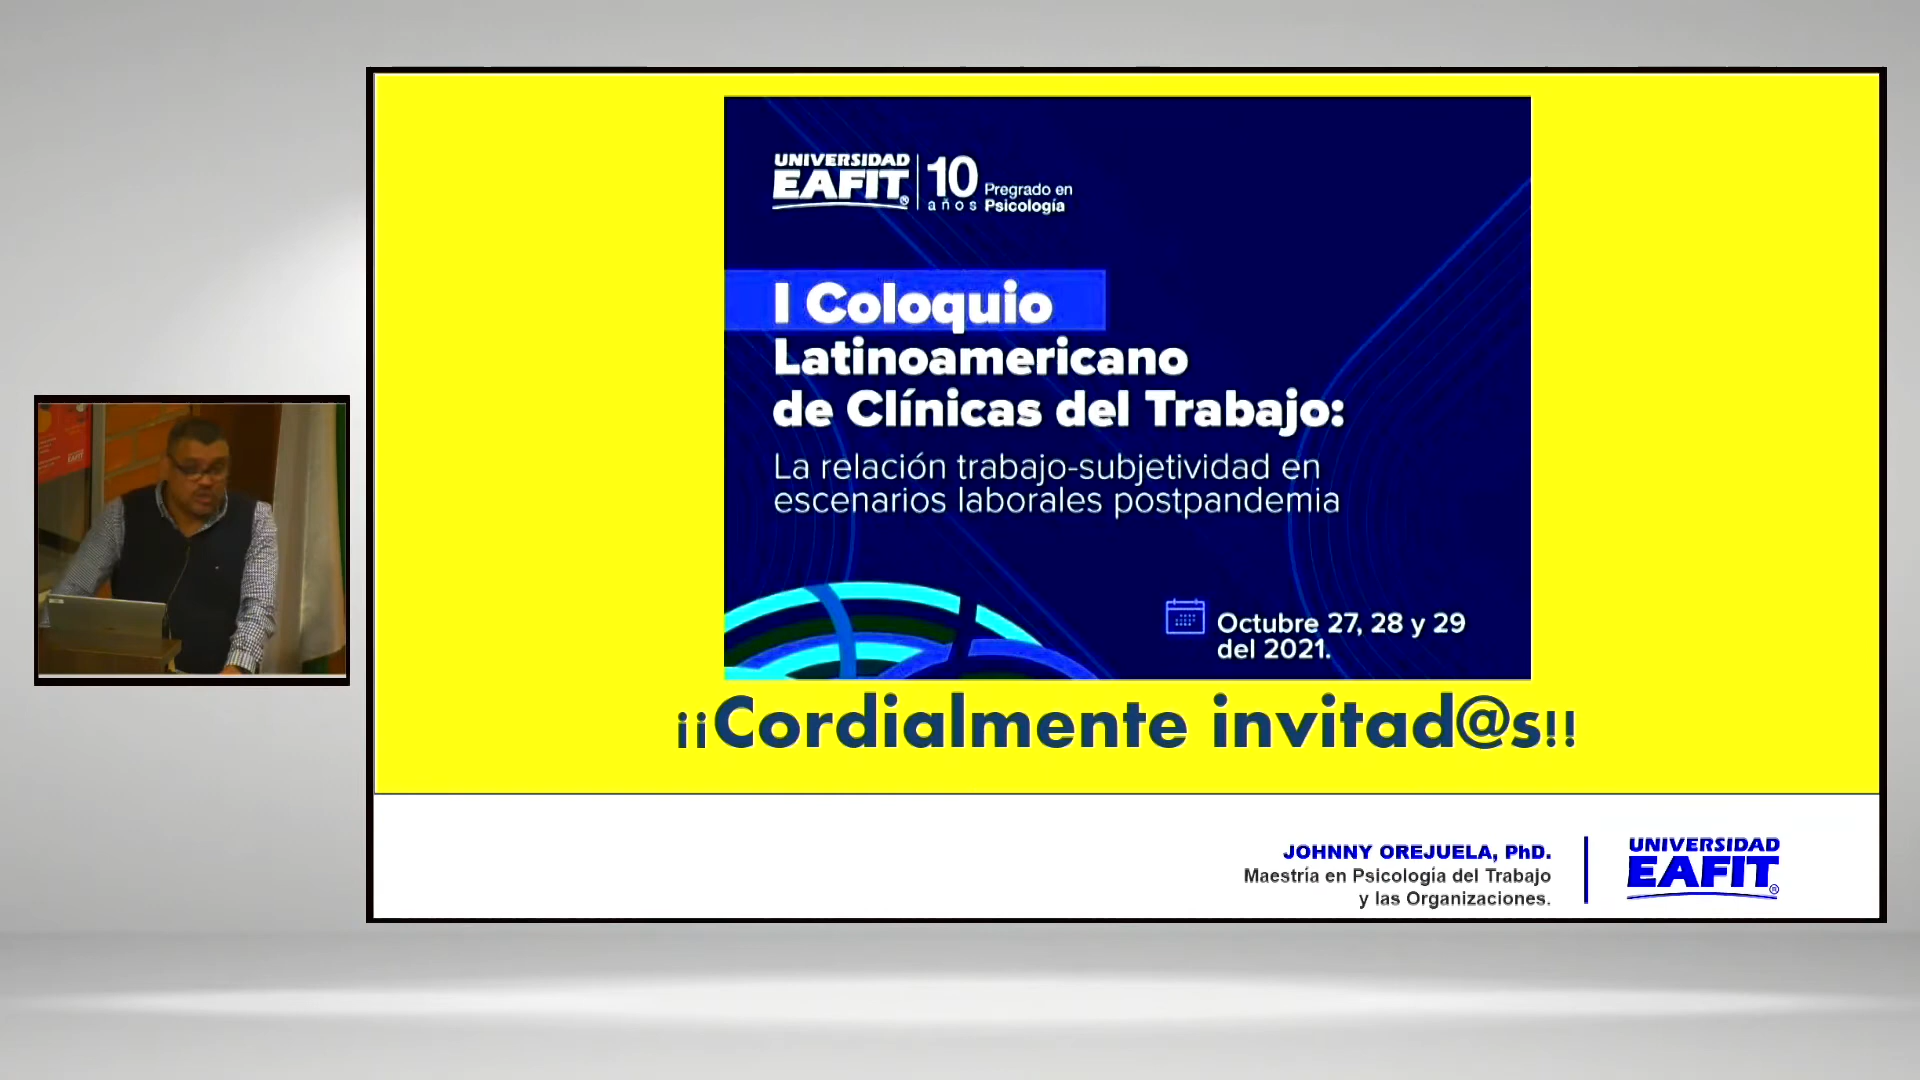 UNIVERSIDAD
EAFIT®
10
años
Pregrado en
Psicología
I Coloquio
Latinoamericano
de Clínicas del Trabajo:
La relación trabajo-subjetividad en
escenarios laborales postpandemia
Octubre 27, 28 y 29
del 2021.
¡¡Cordialmente invitad@s!!
JOHNNY OREJUELA, PhD.
Maestría en Psicología del Trabajo
y las Organizaciones.
UNIVERSIDAD
EAFIT®
EAFIT